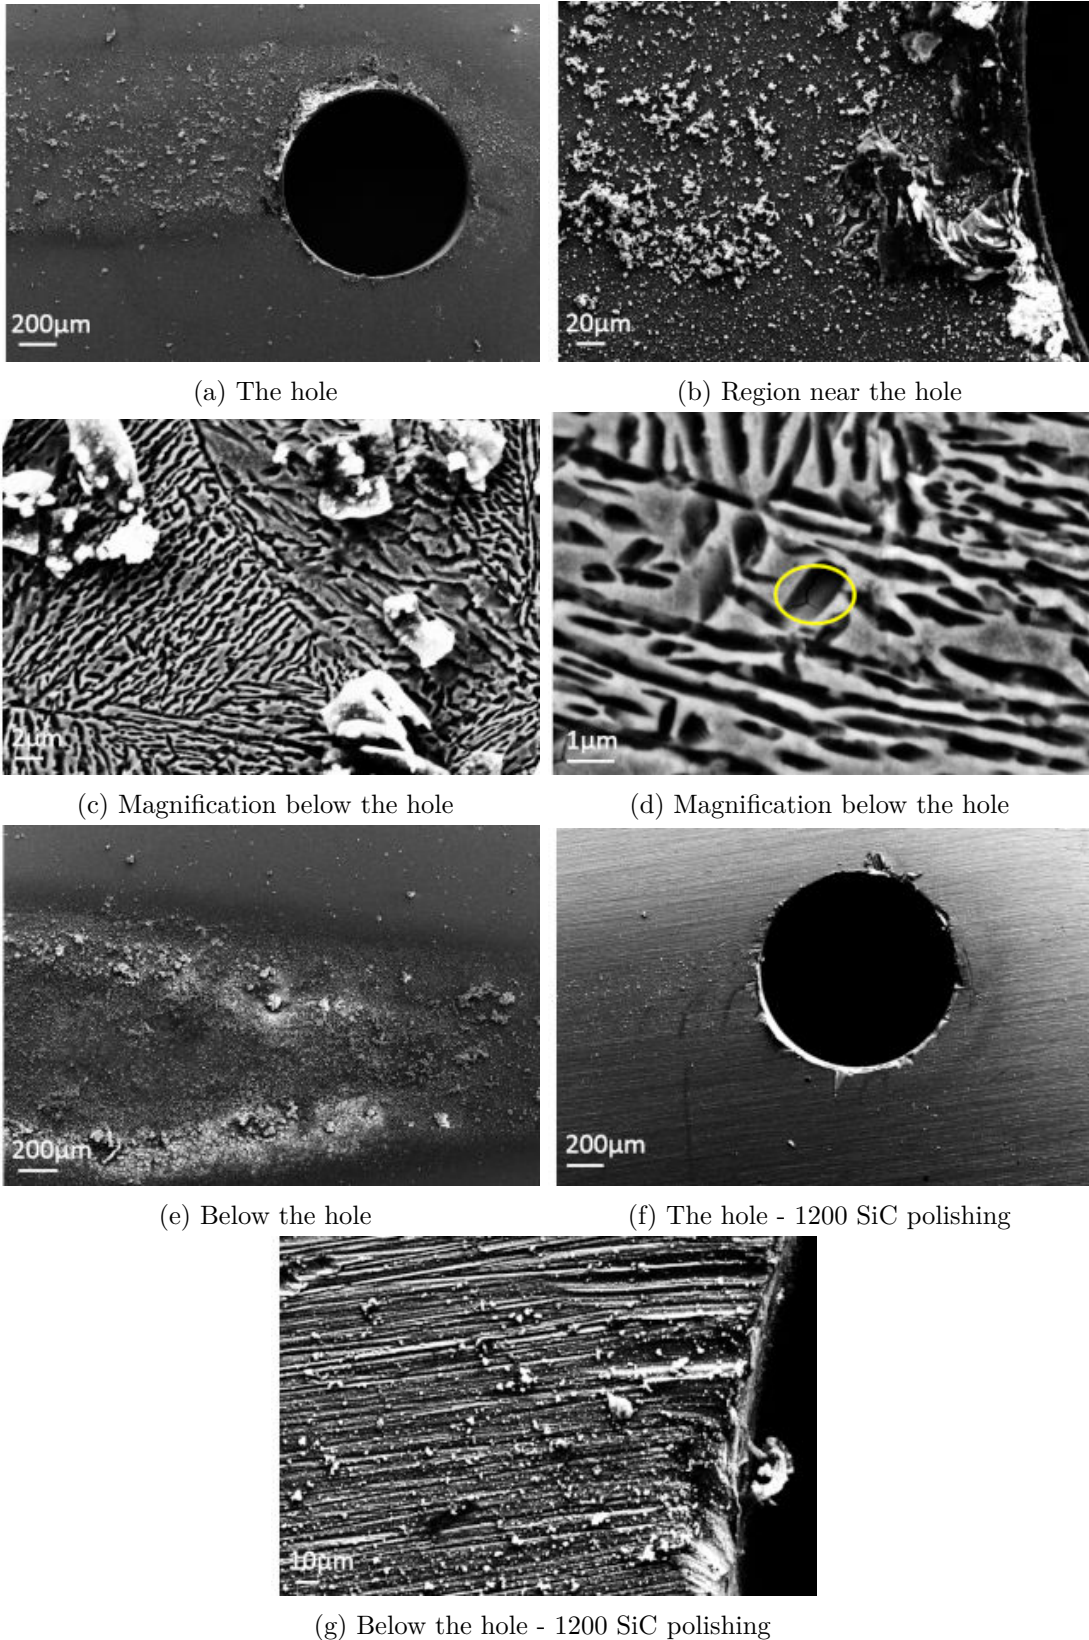 200µm
20µm
(a) The hole
(b) Region near the hole
2µm
1µm
(c) Magnification below the hole
(d) Magnification below the hole
200µm
200µm
(e) Below the hole
(f) The hole - 1200 SiC polishing
10µm
(g) Below the hole - 1200 SiC polishing